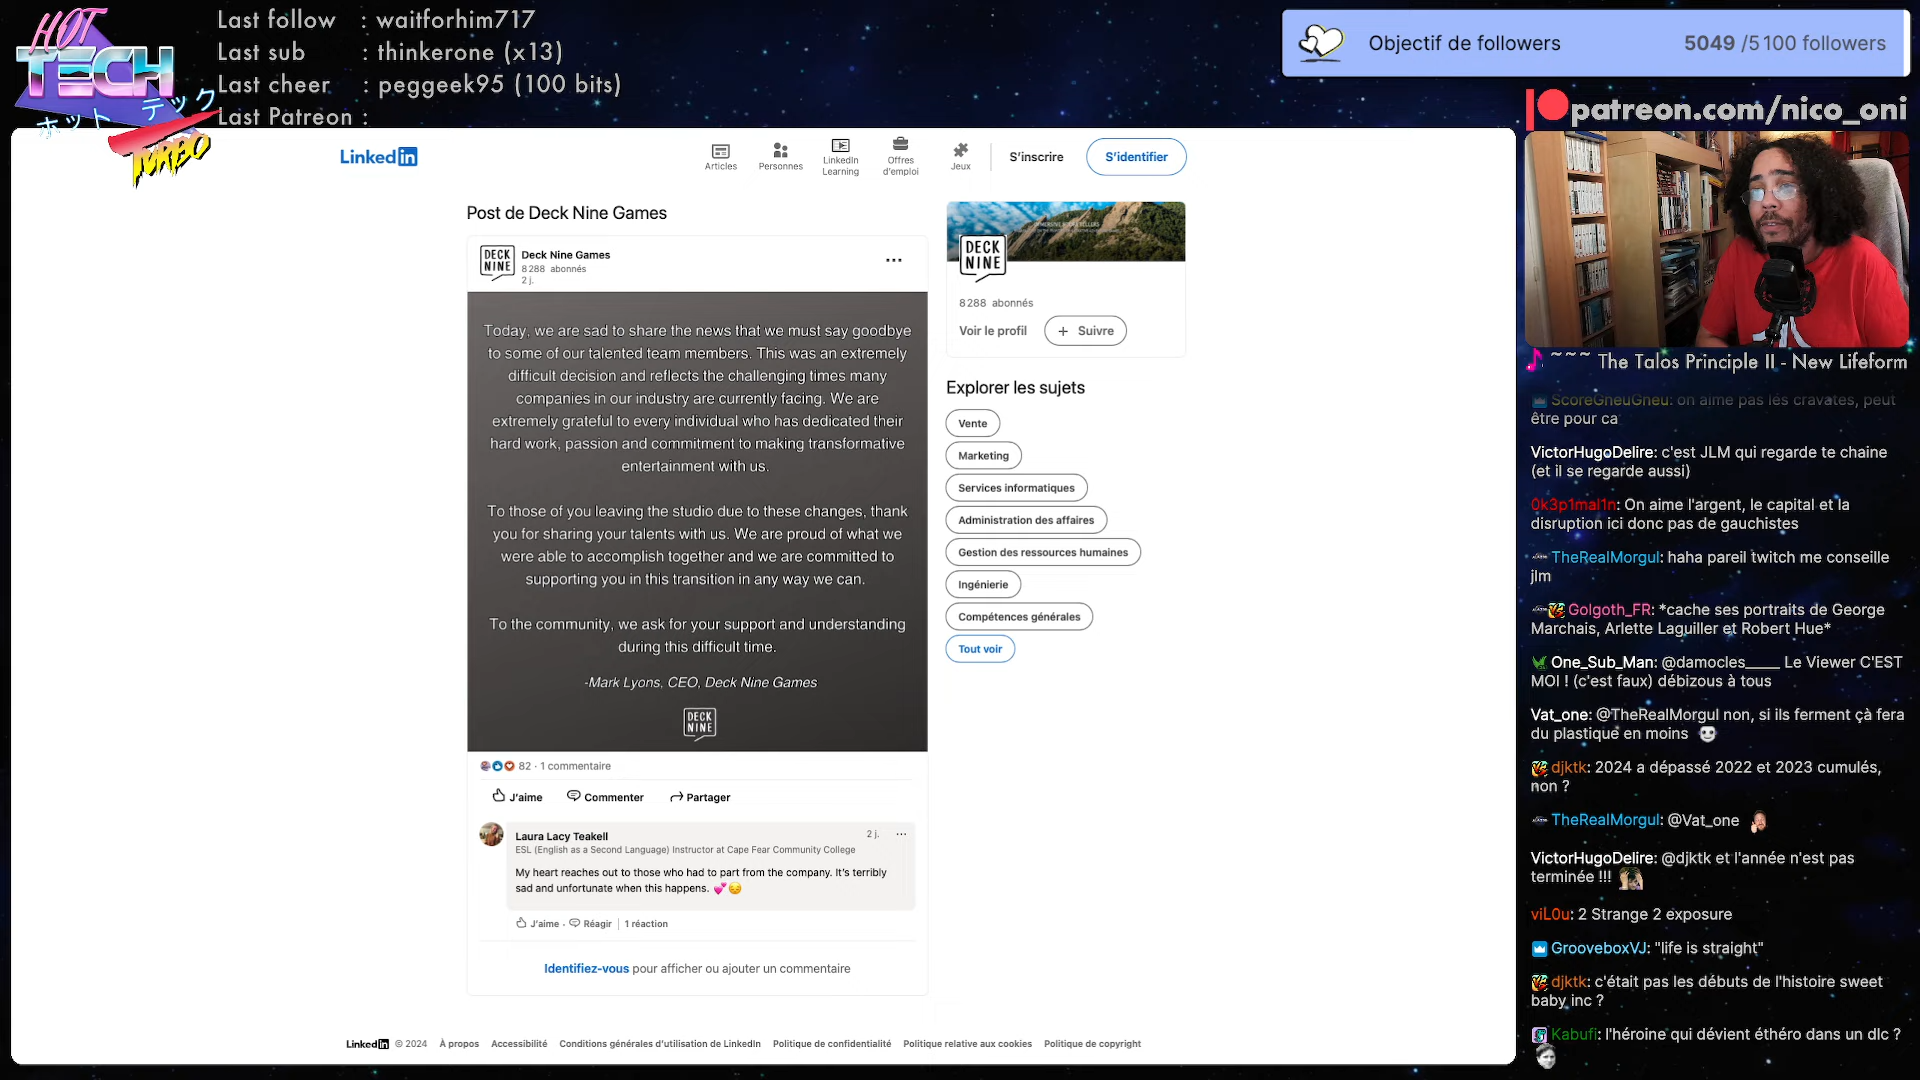 HOT
TECH
ホット テック
TURBO
Last follow : waitforhim717
Last sub : thinkerone (x13)
Last cheer : peggeek95 (100 bits)
Last Patreon :
Objectif de followers 5049 /5 100 followers
patreon.com/nico_oni
LinkedIn
Articles
Personnes
LinkedIn Learning
Offres d'emploi
Jeux
S'inscrire
S'identifier
Post de Deck Nine Games
DECK NINE
Deck Nine Games
8 288 abonnés
2 j.
Today, we are sad to share the news that we must say goodbye
to some of our talented team members. This was an extremely
difficult decision and reflects the challenging times many
companies in our industry are currently facing. We are
extremely grateful to every individual who has dedicated their
hard work, passion and commitment to making transformative
entertainment with us.
To those of you leaving the studio due to these changes, thank
you for sharing your talents with us. We are proud of what we
were able to accomplish together and we are committed to
supporting you in this transition in any way we can.
To the community, we ask for your support and understanding
during this difficult time.
-Mark Lyons, CEO, Deck Nine Games
DECK NINE
82 · 1 commentaire
J'aime
Commenter
Partager
Laura Lacy Teakell
2 j.
ESL (English as a Second Language) Instructor at Cape Fear Community College
My heart reaches out to those who had to part from the company. It's terribly
sad and unfortunate when this happens. 💕😔
J'aime · Réagir | 1 réaction
Identifiez-vous pour afficher ou ajouter un commentaire
DECK NINE
8 288 abonnés
Voir le profil
+ Suivre
Explorer les sujets
Vente
Marketing
Services informatiques
Administration des affaires
Gestion des ressources humaines
Ingénierie
Compétences générales
Tout voir
LinkedIn © 2024 À propos Accessibilité Conditions générales d'utilisation de LinkedIn Politique de confidentialité Politique relative aux cookies Politique de copyright
~~~ The Talos Principle II - New Lifeform
ScoreGneuGneu: on aime pas les cravates, peut
être pour ca
VictorHugoDelire: c'est JLM qui regarde te chaine
(et il se regarde aussi)
0k3p1mal1n: On aime l'argent, le capital et la
disruption ici donc pas de gauchistes
TheRealMorgul: haha pareil twitch me conseille
jlm
Golgoth_FR: *cache ses portraits de George
Marchais, Arlette Laguiller et Robert Hue*
One_Sub_Man: @damocles_____ Le Viewer C'EST
MOI ! (c'est faux) débizous à tous
Vat_one: @TheRealMorgul non, si ils ferment çà fera
du plastique en moins
djktk: 2024 a dépassé 2022 et 2023 cumulés,
non ?
TheRealMorgul: @Vat_one
VictorHugoDelire: @djktk et l'année n'est pas
terminée !!!
viL0u: 2 Strange 2 exposure
GrooveboxVJ: "life is straight"
djktk: c'était pas les débuts de l'histoire sweet
baby inc ?
Kabufi: l'héroine qui dévient éthéro dans un dlc ?